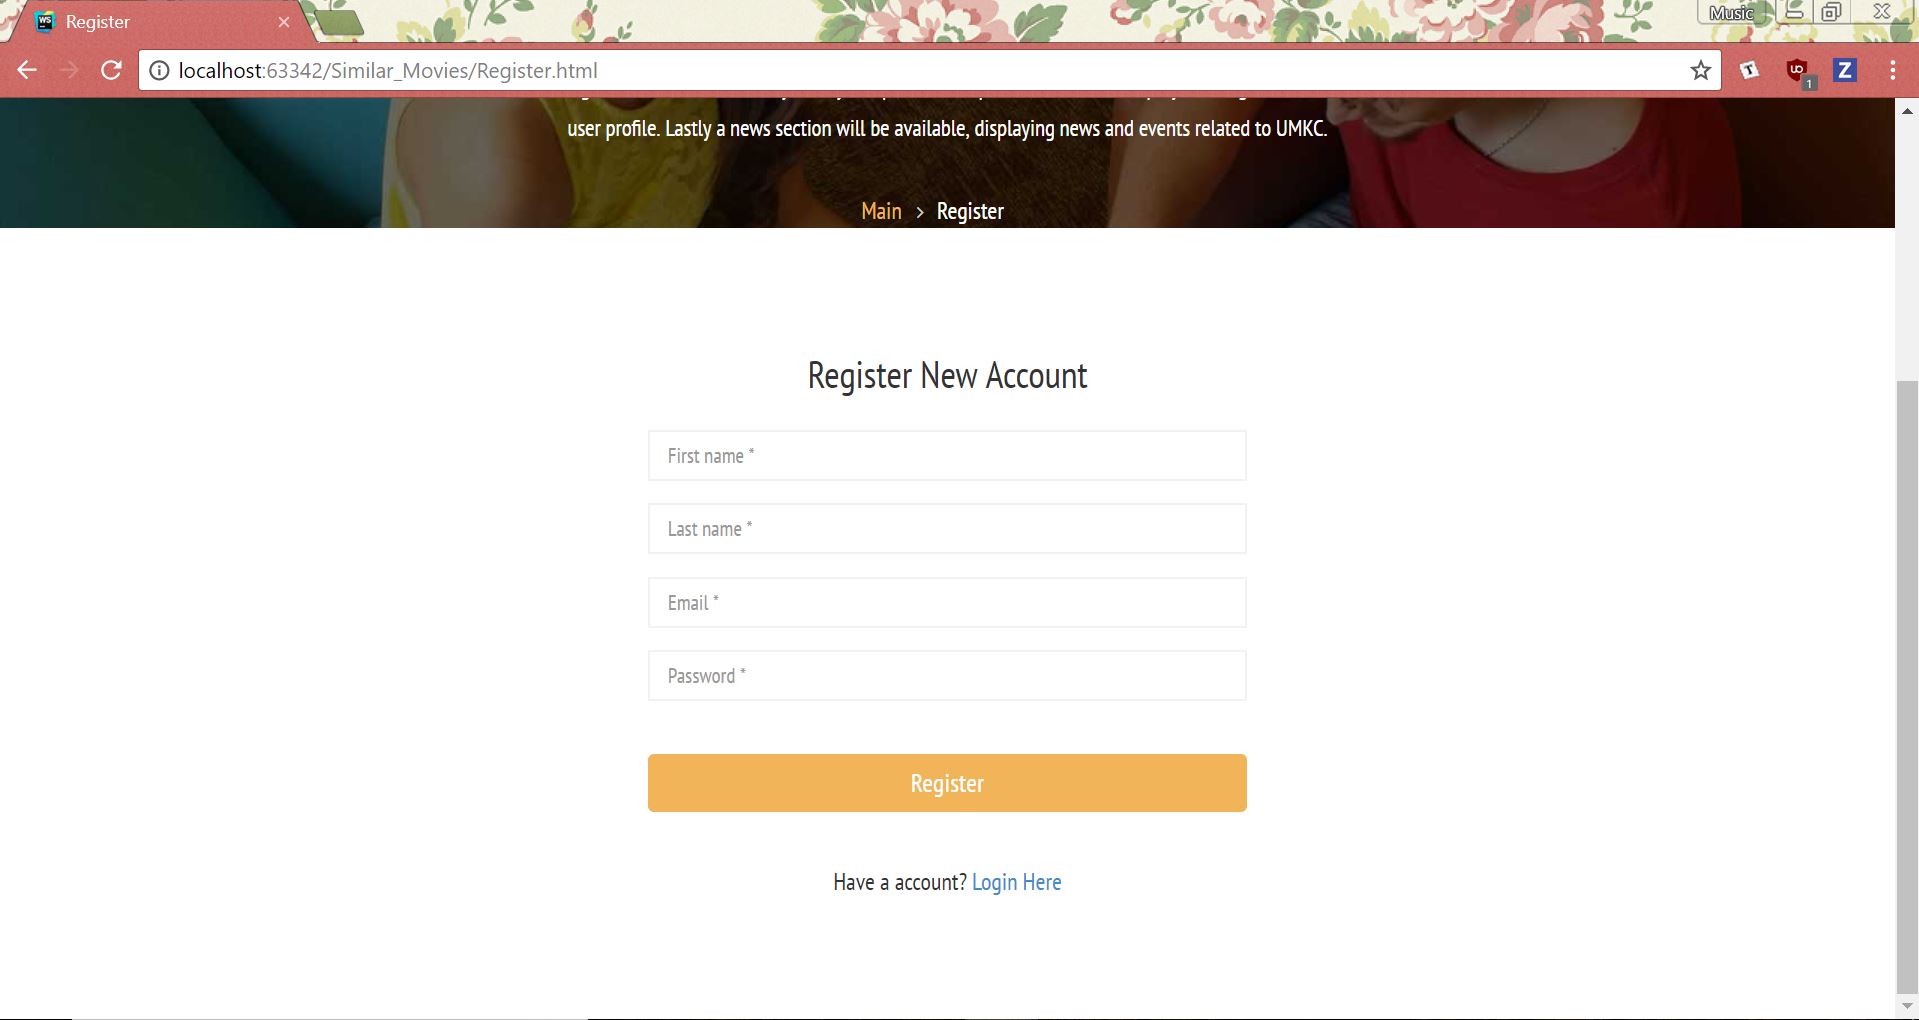 Register
Music
localhost:63342/Similar_Movies/Register.html
1
user profile. Lastly a news section will be available, displaying news and events related to UMKC.
Main > Register
Register New Account
First name *
Last name *
Email *
Password *
Register
Have a account? Login Here